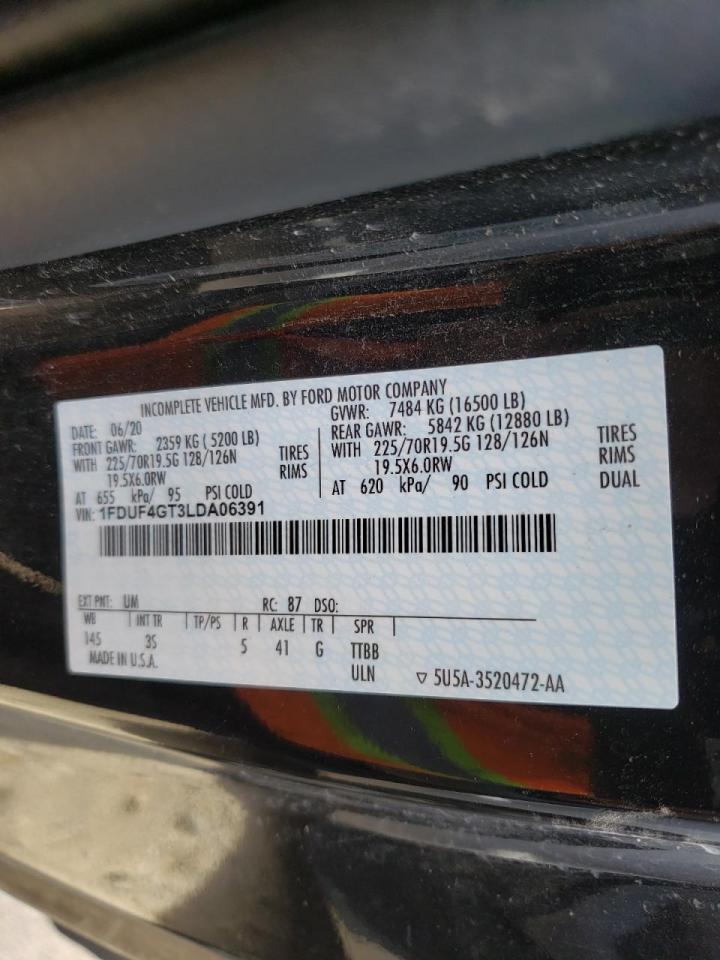 INCOMPLETE VEHICLE MFD. BY FORD MOTOR COMPANY
DATE: 06/20 GVWR: 7484 KG (16500 LB)
FRONT GAWR: 2359 KG ( 5200 LB) REAR GAWR: 5842 KG (12880 LB)
WITH 225/70R19.5G 128/126N TIRES WITH 225/70R19.5G 128/126N TIRES
19.5X6.0RW RIMS 19.5X6.0RW RIMS
AT 655 kPa/ 95 PSI COLD AT 620 kPa/ 90 PSI COLD DUAL
VIN: 1FDUF4GT3LDA06391
EXT PNT: UM RC: 87 DSO:
WB INT TR TP/PS R AXLE TR SPR
145 3S 5 41 G TTBB
MADE IN U.S.A. ULN ▽ 5U5A-3520472-AA